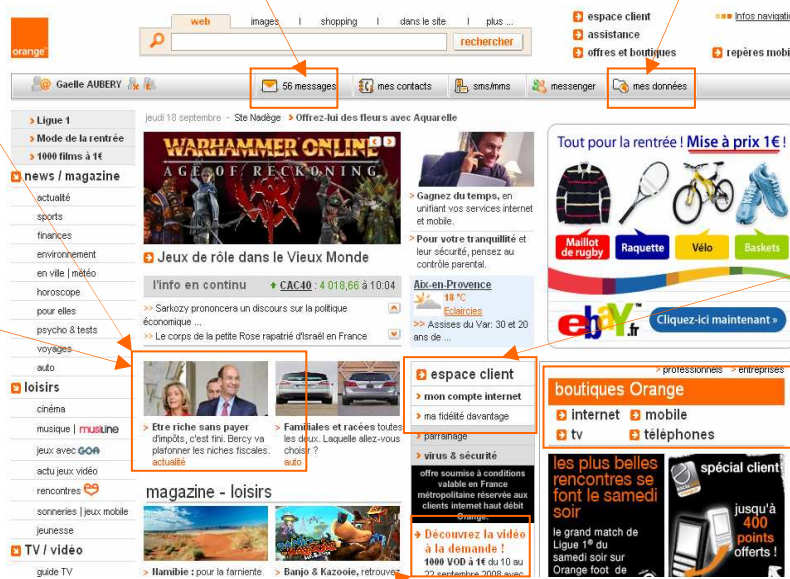 web | images | shopping | dans le site | plus ...
rechercher
orange
espace client
assistance
offres et boutiques
Infos navigati
repères mobi
Gaelle AUBERY
56 messages
mes contacts
sms/mms
messenger
mes données
> Ligue 1
> Mode de la rentrée
> 1000 films à 1€
news / magazine
actualité
sports
finances
environnement
en ville | météo
horoscope
pour elles
psycho & tests
voyages
auto
loisirs
cinéma
musique | musiline
jeux avec GOA
actu jeux vidéo
rencontres
sonneries | jeux mobile
jeunesse
TV / vidéo
guide TV
jeudi 18 septembre - Ste Nadège > Offrez-lui des fleurs avec Aquarelle
WARHAMMER ONLINE
AGE OF RECKONING
Jeux de rôle dans le Vieux Monde
l'info en continu
CAC40 : 4 018,66 à 10:04
>> Sarkozy prononcera un discours sur la politique
économique ...
>> Le corps de la petite Rose rapatrié d'Israël en France
> Etre riche sans payer
d'impôts, c'est fini. Bercy va
plafonner les niches fiscales.
actualité
> Familiales et racées toutes
les deux. Laquelle allez-vous
choisir ?
auto
magazine - loisirs
> Namibie : pour la farniente
> Banjo & Kazooie, retrouvez
> Gagnez du temps, en
unifiant vos services internet
et mobile.
> Pour votre tranquillité et
leur sécurité, pensez au
contrôle parental.
Aix-en-Provence
18 °C
Eclaircies
>> Assises du Var: 30 et 20
ans de ...
espace client
> mon compte internet
> ma fidélité davantage
> parrainage
> virus & sécurité
offre soumise à conditions
valable en France
métropolitaine réservée aux
clients internet haut débit
Orange.
Découvrez la vidéo
à la demande !
1000 VOD à 1€ du 10 au
22 septembre 2008 avec
Tout pour la rentrée ! Mise à prix 1€ !
Maillot
de rugby
Raquette
Vélo
Baskets
ebay.fr
Cliquez-ici maintenant »
> professionnels > entreprises
boutiques Orange
internet
mobile
tv
téléphones
les plus belles
rencontres se
font le samedi
soir
le grand match de
Ligue 1® du
samedi soir sur
Orange foot de
spécial client
jusqu'à
400
points
offerts !